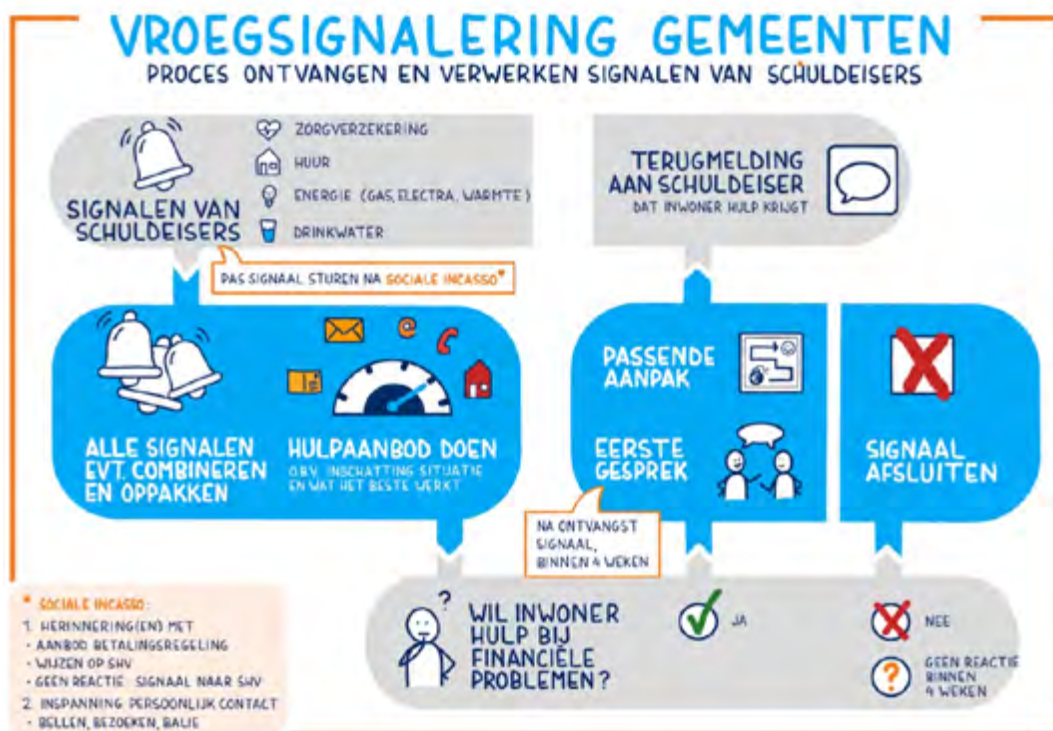 VROEGSIGNALERING GEMEENTEN
PROCES ONTVANGEN EN VERWERKEN SIGNALEN VAN SCHULDEISERS
SIGNALEN VAN
SCHULDEISERS
ZORGVERZEKERING
HUUR
ENERGIE (GAS, ELECTRA, WARMTE)
DRINKWATER
PAS SIGNAAL STUREN NA SOCIALE INCASSO*
TERUGMELDING
AAN SCHULDEISER
DAT INWONER HULP KRIJGT
ALLE SIGNALEN
EVT. COMBINEREN
EN OPPAKKEN
HULPAANBOD DOEN
O.B.V. INSCHATTING SITUATIE
EN WAT HET BESTE WERKT
PASSENDE
AANPAK
EERSTE
GESPREK
NA ONTVANGST
SIGNAAL,
BINNEN 4 WEKEN
SIGNAAL
AFSLUITEN
?
WIL INWONER
HULP BIJ
FINANCIËLE
PROBLEMEN?
JA
NEE
?
GEEN REACTIE
BINNEN
4 WEKEN
* SOCIALE INCASSO:
1. HERINNERING(EN) MET
• AANBOD BETALINGSREGELING
• WIJZEN OP SHV
• GEEN REACTIE: SIGNAAL NAAR SHV
2. INSPANNING PERSOONLIJK CONTACT
• BELLEN, BEZOEKEN, BALIE